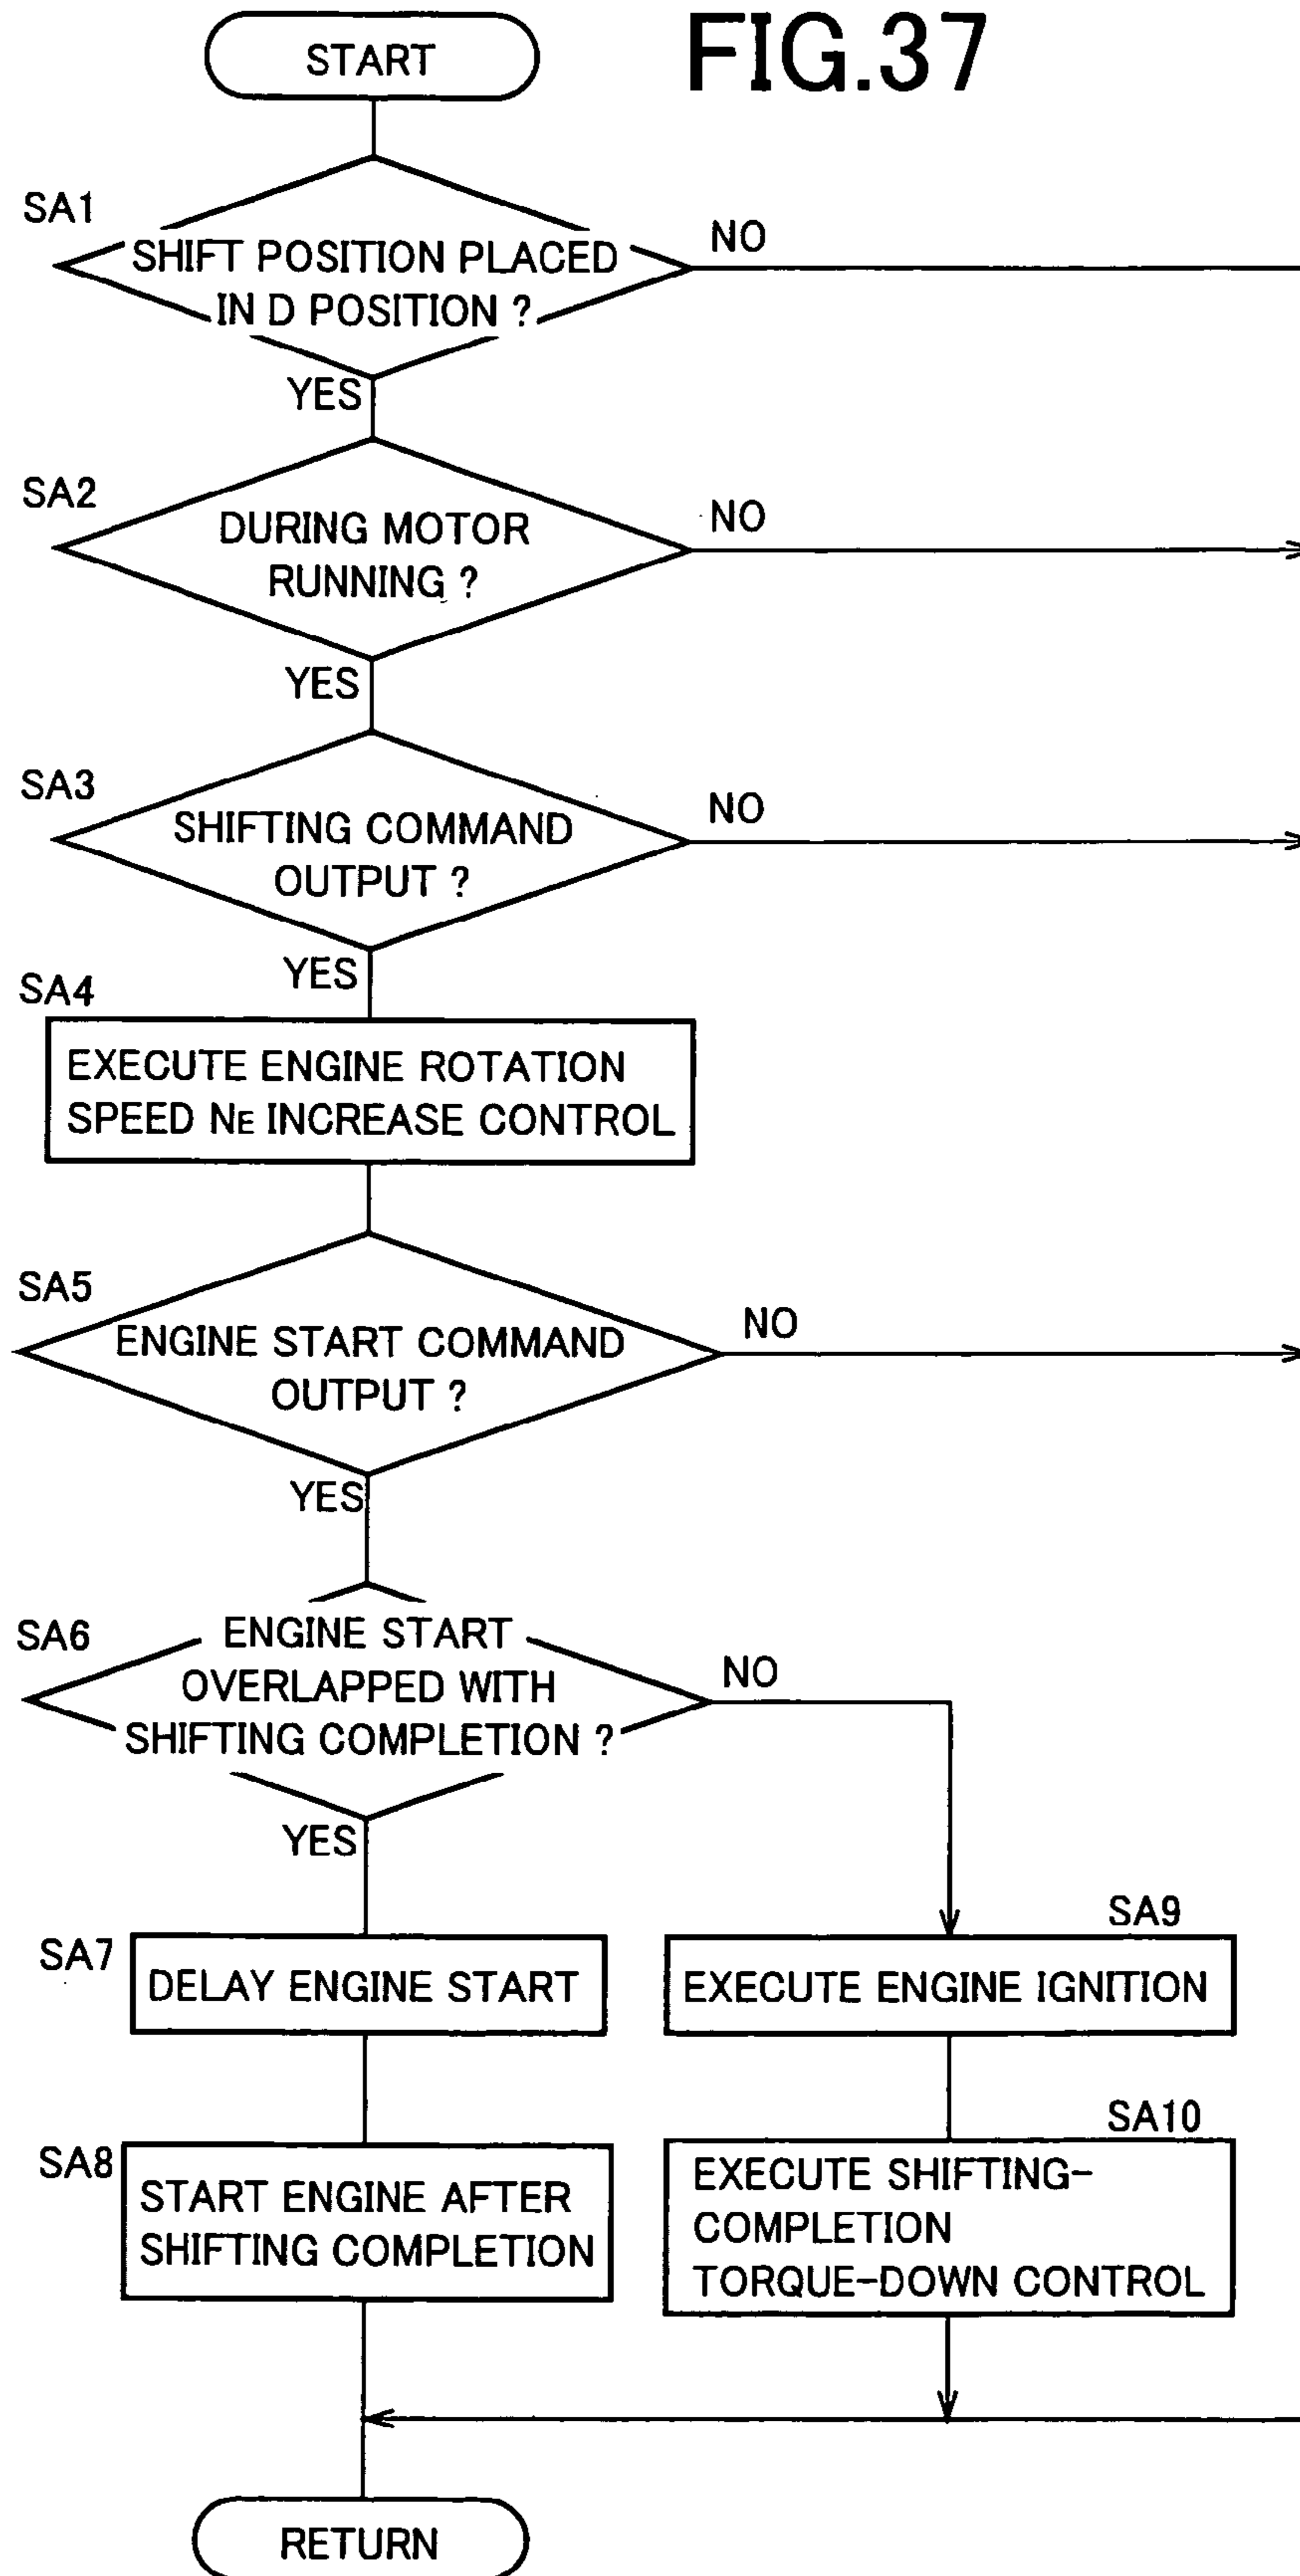 START
FIG.37
SA1
SHIFT POSITION PLACED
IN D POSITION ?
NO
YES
SA2
DURING MOTOR
RUNNING ?
NO
YES
SA3
SHIFTING COMMAND
OUTPUT ?
NO
YES
SA4
EXECUTE ENGINE ROTATION
SPEED NE INCREASE CONTROL
SA5
ENGINE START COMMAND
OUTPUT ?
NO
YES
SA6
ENGINE START
OVERLAPPED WITH
SHIFTING COMPLETION ?
NO
YES
SA7
DELAY ENGINE START
SA9
EXECUTE ENGINE IGNITION
SA8
START ENGINE AFTER
SHIFTING COMPLETION
SA10
EXECUTE SHIFTING-
COMPLETION
TORQUE-DOWN CONTROL
RETURN